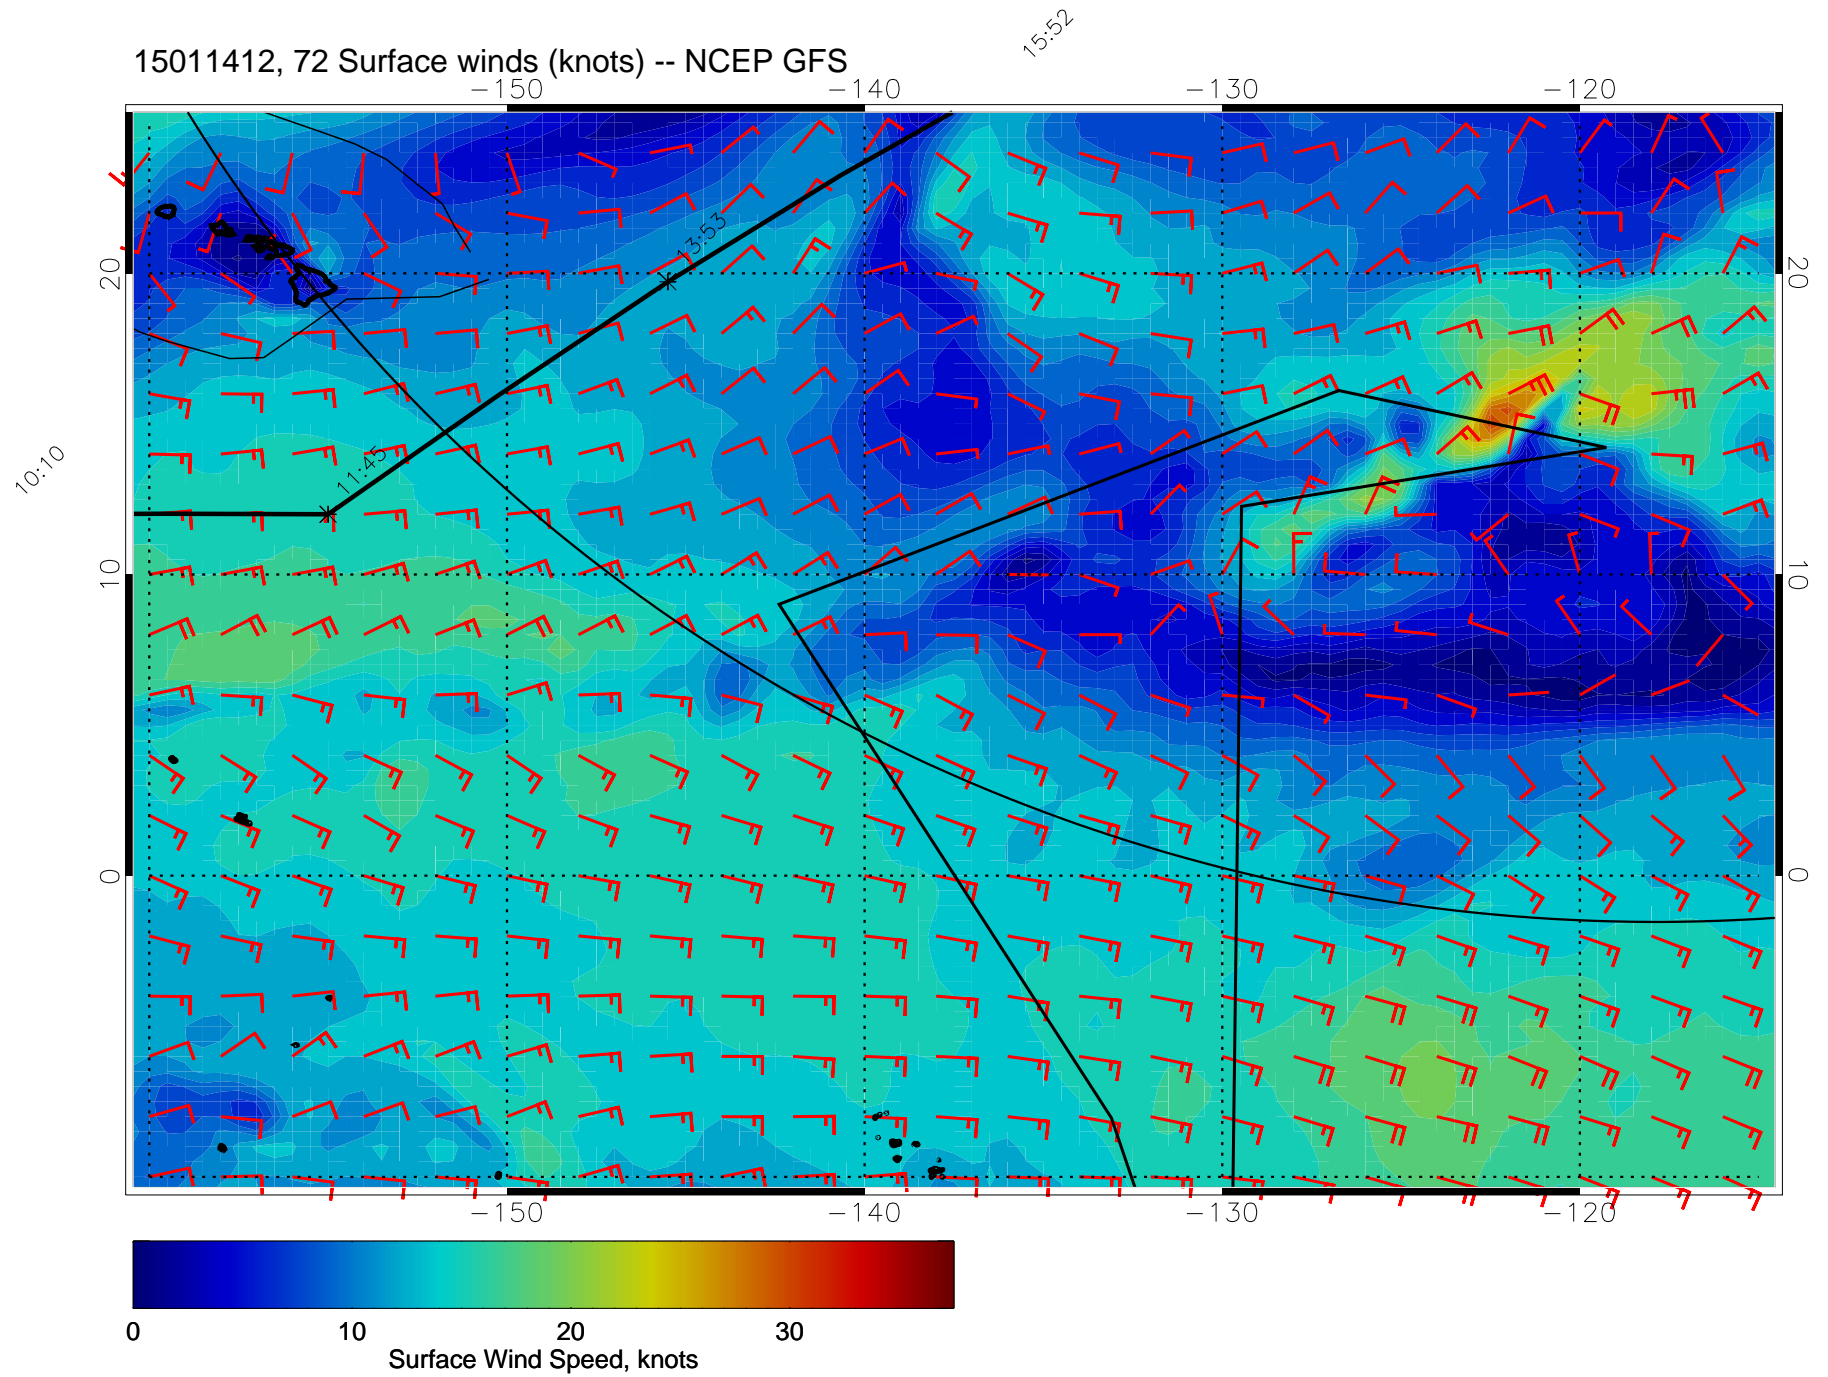 15:52
15011412, 72 Surface winds (knots) -- NCEP GFS
-150 -140 -130 -120
13:53
20 20
11:45
10:10
10 10
0 0
-150 -140 -130 -120
0 10 20 30
Surface Wind Speed, knots